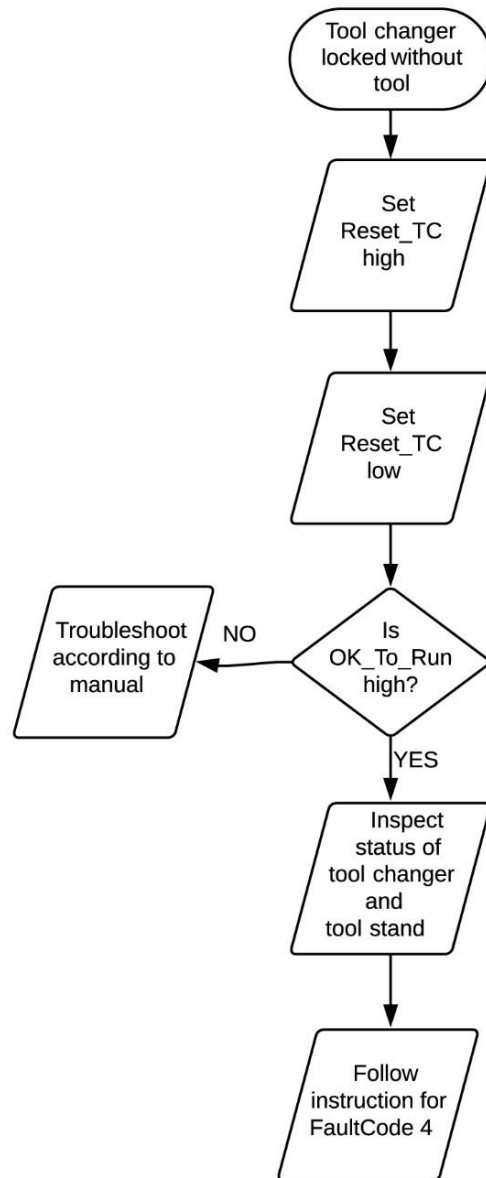 Tool changer
locked without
tool
Set
Reset_TC
high
Set
Reset_TC
low
Is
OK_To_Run
high?
NO
Troubleshoot
according to
manual
YES
Inspect
status of
tool changer
and
tool stand
Follow
instruction for
FaultCode 4